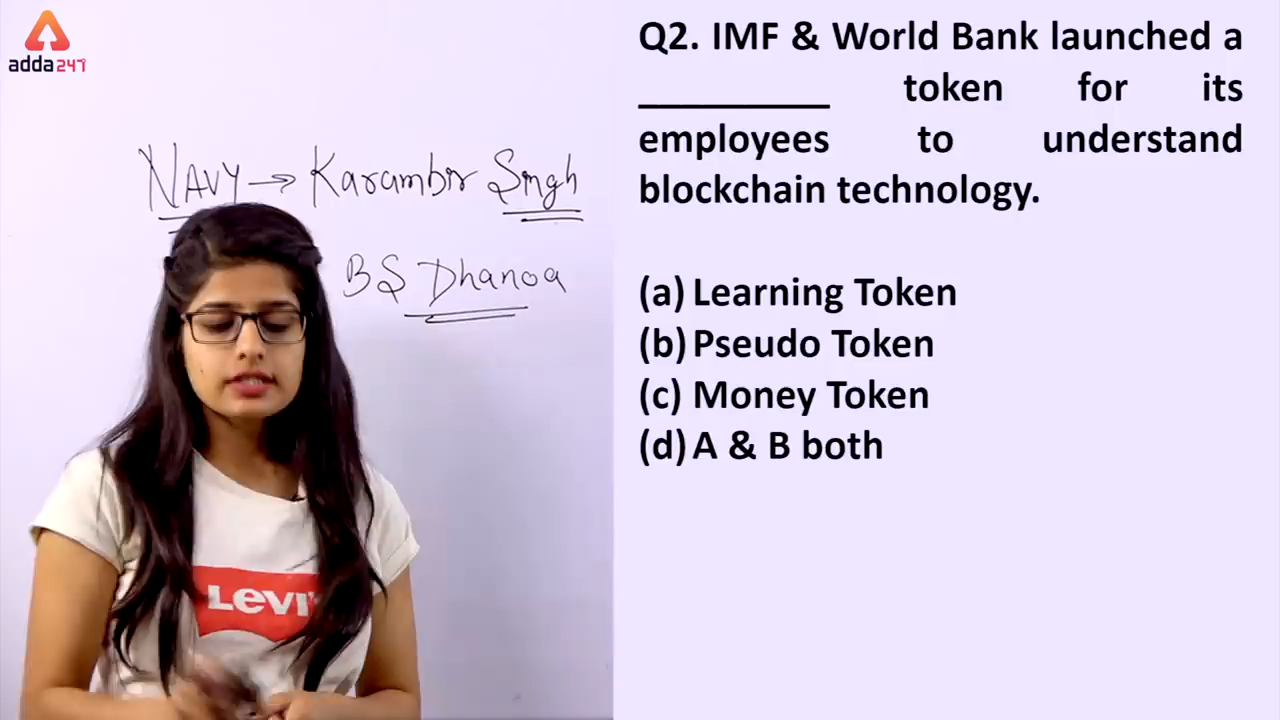 adda247
NAVY → Karambir Singh
BS Dhanoa
LEVI'S
Q2. IMF & World Bank launched a
__________ token for its
employees to understand
blockchain technology.
(a) Learning Token
(b) Pseudo Token
(c) Money Token
(d) A & B both